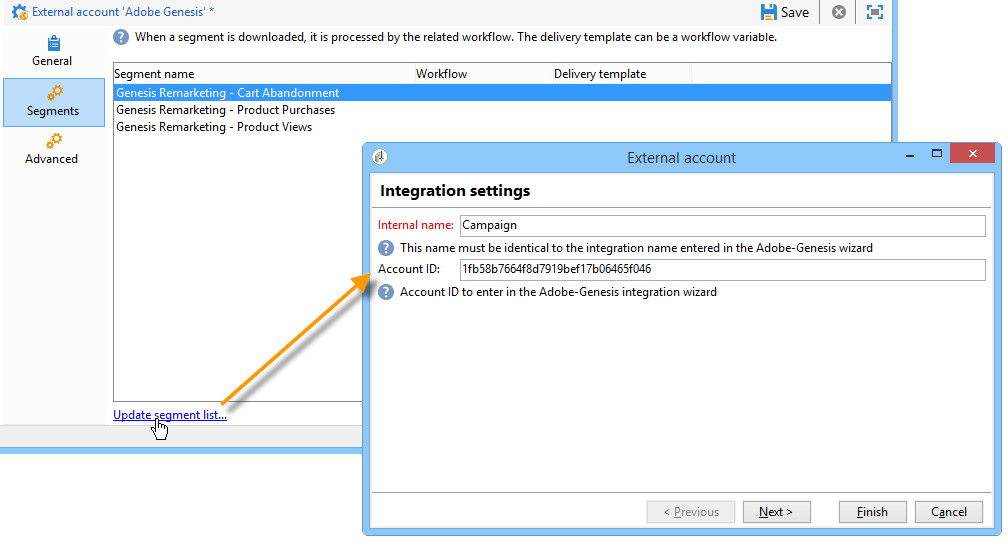 External account 'Adobe Genesis' *
Save
General
Segments
Advanced
? When a segment is downloaded, it is processed by the related workflow. The delivery template can be a workflow variable.
Segment name Workflow Delivery template
Genesis Remarketing - Cart Abandonment
Genesis Remarketing - Product Purchases
Genesis Remarketing - Product Views
Update segment list...
External account
Integration settings
Internal name: Campaign
? This name must be identical to the integration name entered in the Adobe-Genesis wizard
Account ID: 1fb58b7664f8d7919bef17b06465f046
? Account ID to enter in the Adobe-Genesis integration wizard
< Previous Next > Finish Cancel